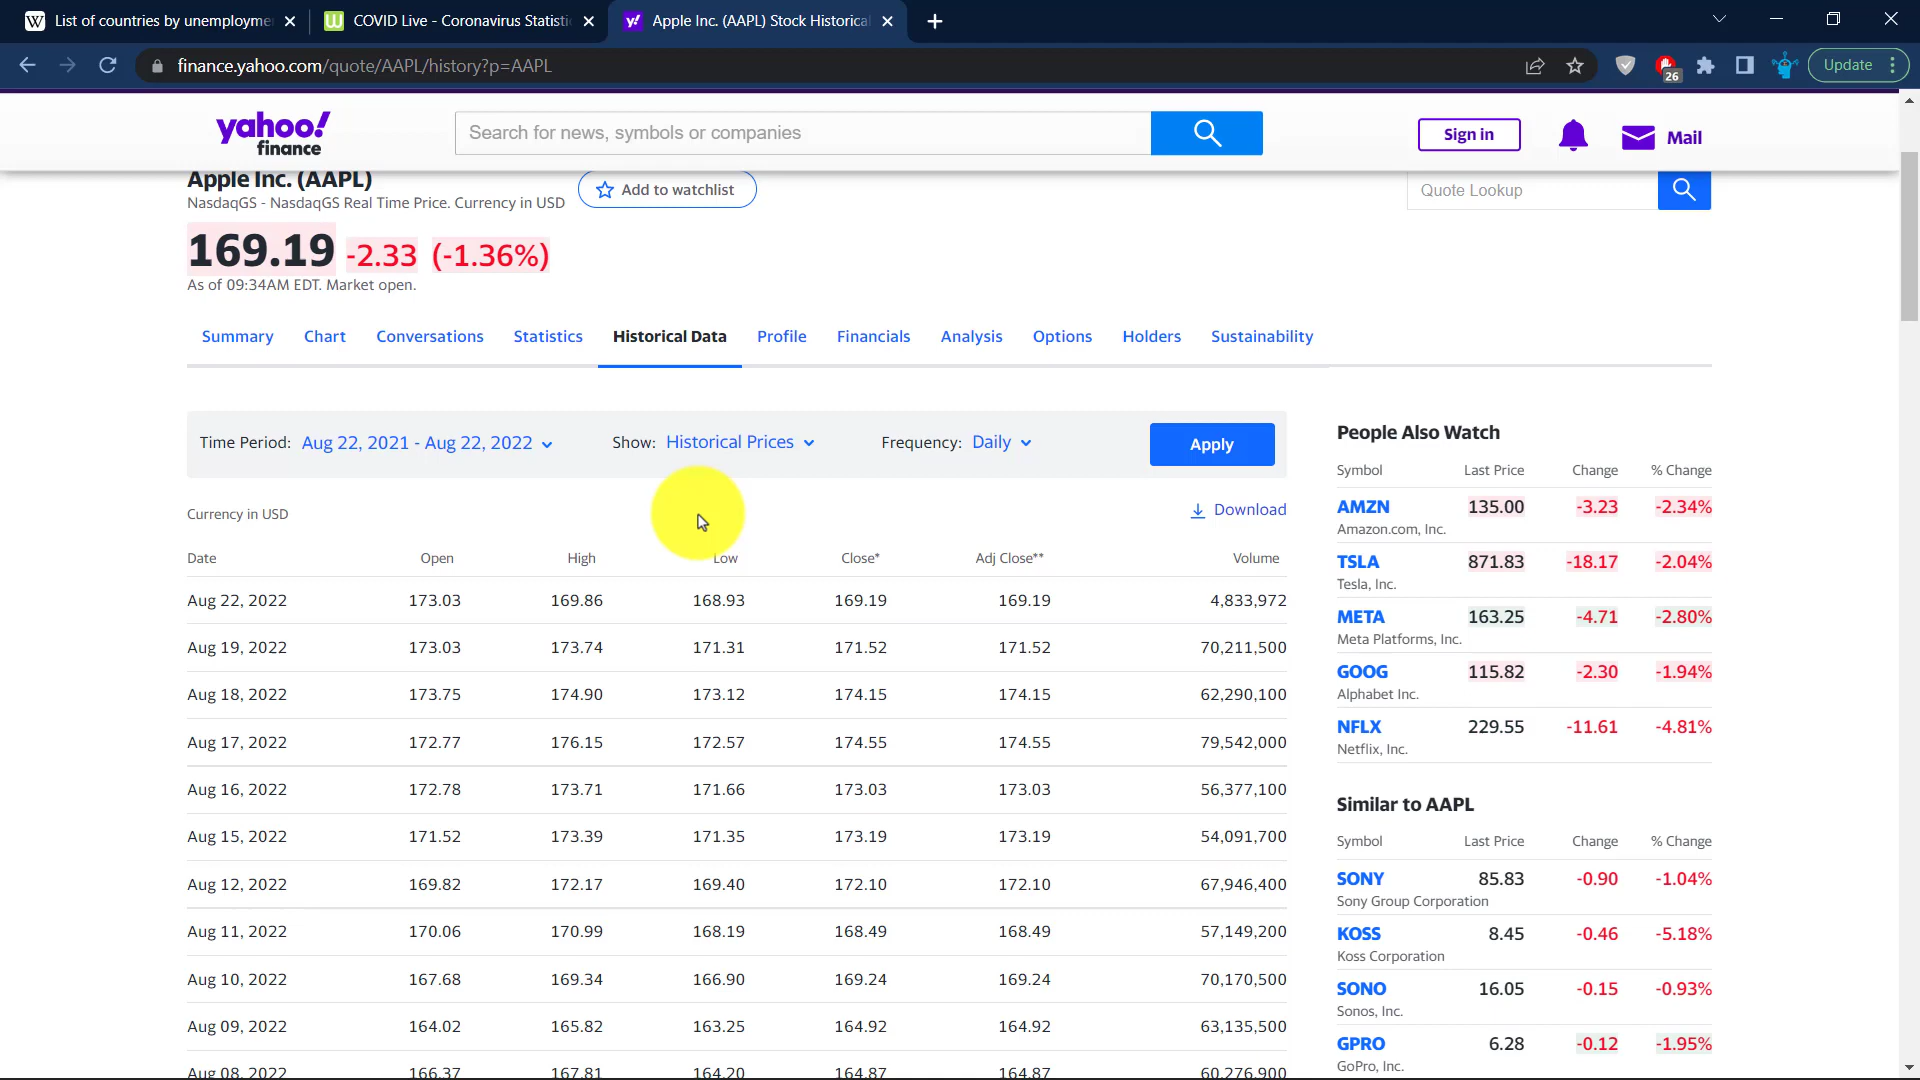 List of countries by unemployme
COVID Live - Coronavirus Statisti
Apple Inc. (AAPL) Stock Historica
finance.yahoo.com/quote/AAPL/history?p=AAPL
26
Update
yahoo!
finance
Search for news, symbols or companies
Sign in
Mail
Apple Inc. (AAPL)
NasdaqGS - NasdaqGS Real Time Price. Currency in USD
Add to watchlist
Quote Lookup
169.19 -2.33 (-1.36%)
As of 09:34AM EDT. Market open.
Summary Chart Conversations Statistics Historical Data Profile Financials Analysis Options Holders Sustainability
Time Period: Aug 22, 2021 - Aug 22, 2022 Show: Historical Prices Frequency: Daily Apply
Currency in USD Download
Date Open High Low Close* Adj Close** Volume
Aug 22, 2022 173.03 169.86 168.93 169.19 169.19 4,833,972
Aug 19, 2022 173.03 173.74 171.31 171.52 171.52 70,211,500
Aug 18, 2022 173.75 174.90 173.12 174.15 174.15 62,290,100
Aug 17, 2022 172.77 176.15 172.57 174.55 174.55 79,542,000
Aug 16, 2022 172.78 173.71 171.66 173.03 173.03 56,377,100
Aug 15, 2022 171.52 173.39 171.35 173.19 173.19 54,091,700
Aug 12, 2022 169.82 172.17 169.40 172.10 172.10 67,946,400
Aug 11, 2022 170.06 170.99 168.19 168.49 168.49 57,149,200
Aug 10, 2022 167.68 169.34 166.90 169.24 169.24 70,170,500
Aug 09, 2022 164.02 165.82 163.25 164.92 164.92 63,135,500
Aug 08, 2022 166.37 167.81 164.20 164.87 164.87 60,276,900
People Also Watch
Symbol Last Price Change % Change
AMZN 135.00 -3.23 -2.34%
Amazon.com, Inc.
TSLA 871.83 -18.17 -2.04%
Tesla, Inc.
META 163.25 -4.71 -2.80%
Meta Platforms, Inc.
GOOG 115.82 -2.30 -1.94%
Alphabet Inc.
NFLX 229.55 -11.61 -4.81%
Netflix, Inc.
Similar to AAPL
Symbol Last Price Change % Change
SONY 85.83 -0.90 -1.04%
Sony Group Corporation
KOSS 8.45 -0.46 -5.18%
Koss Corporation
SONO 16.05 -0.15 -0.93%
Sonos, Inc.
GPRO 6.28 -0.12 -1.95%
GoPro, Inc.